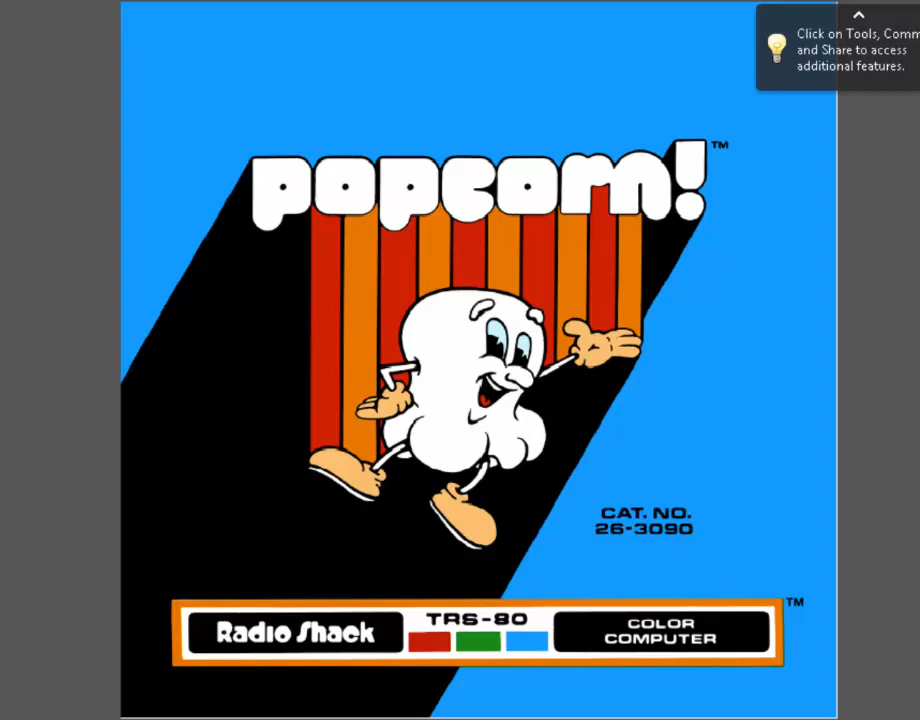 Click on Tools, Comm
and Share to access
additional features.
popcorn! TM
CAT. NO.
26-3090
Radio Shack
TRS-80
COLOR
COMPUTER
TM